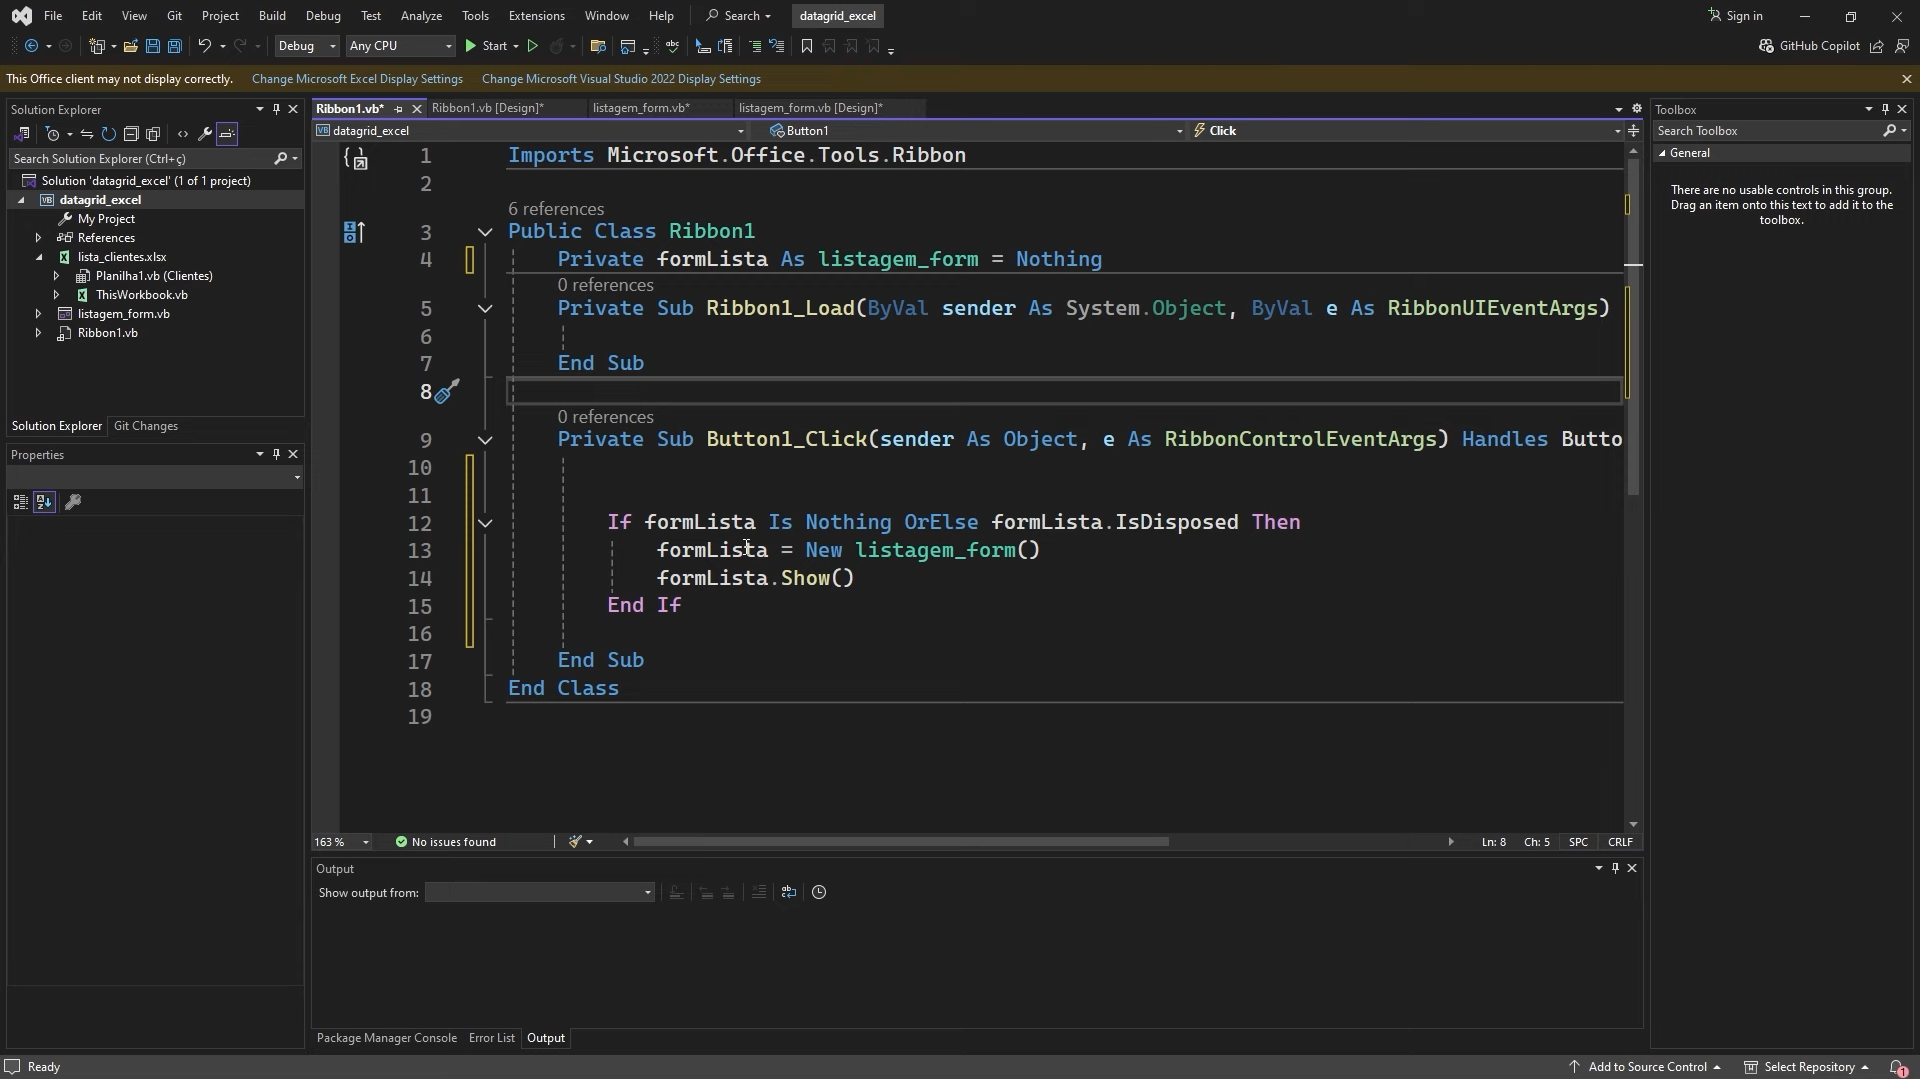 File Edit View Git Project Build Debug Test Analyze Tools Extensions Window Help Search datagrid_excel Sign in
Debug Any CPU Start GitHub Copilot
This Office client may not display correctly. Change Microsoft Excel Display Settings Change Microsoft Visual Studio 2022 Display Settings
Solution Explorer
Search Solution Explorer (Ctrl+ç)
Solution 'datagrid_excel' (1 of 1 project)
datagrid_excel
My Project
References
lista_clientes.xlsx
Planilha1.vb (Clientes)
ThisWorkbook.vb
listagem_form.vb
Ribbon1.vb
Solution Explorer Git Changes
Properties
Ribbon1.vb* Ribbon1.vb [Design]* listagem_form.vb* listagem_form.vb [Design]*
datagrid_excel Button1 Click
1 Imports Microsoft.Office.Tools.Ribbon
2
6 references
3 Public Class Ribbon1
4 Private formLista As listagem_form = Nothing
0 references
5 Private Sub Ribbon1_Load(ByVal sender As System.Object, ByVal e As RibbonUIEventArgs)
6
7 End Sub
8
0 references
9 Private Sub Button1_Click(sender As Object, e As RibbonControlEventArgs) Handles Butto
10
11
12 If formLista Is Nothing OrElse formLista.IsDisposed Then
13 formLista = New listagem_form()
14 formLista.Show()
15 End If
16
17 End Sub
18 End Class
19
163 % No issues found Ln: 8 Ch: 5 SPC CRLF
Output
Show output from:
Package Manager Console Error List Output
Toolbox
Search Toolbox
General
There are no usable controls in this group.
Drag an item onto this text to add it to the
toolbox.
Ready Add to Source Control Select Repository 1